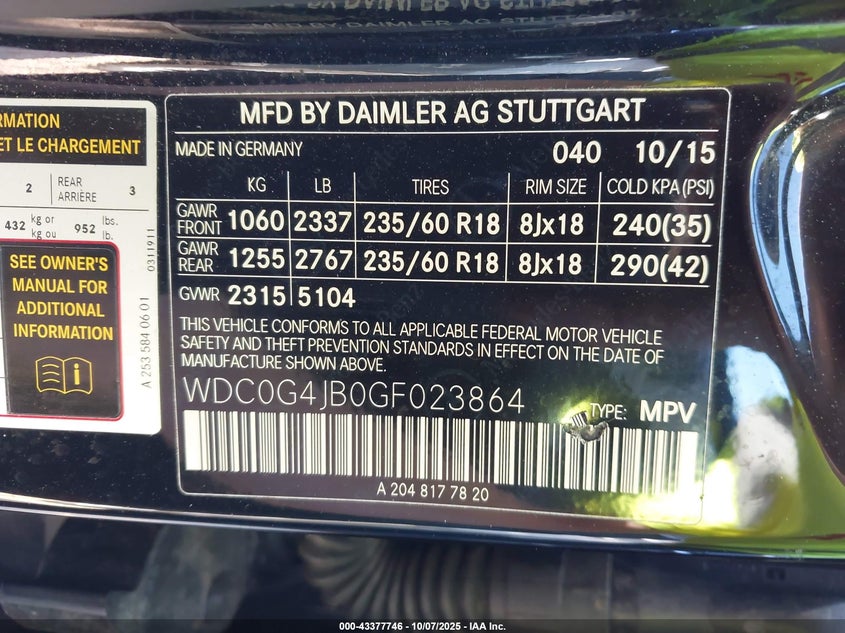 MFD BY DAIMLER AG STUTTGART
MADE IN GERMANY 040 10/15
KG LB TIRES RIM SIZE COLD KPA (PSI)
GAWR FRONT 1060 2337 235/60 R18 8Jx18 240(35)
GAWR REAR 1255 2767 235/60 R18 8Jx18 290(42)
GVWR 2315 5104
THIS VEHICLE CONFORMS TO ALL APPLICABLE FEDERAL MOTOR VEHICLE
SAFETY AND THEFT PREVENTION STANDARDS IN EFFECT ON THE DATE OF
MANUFACTURE SHOWN ABOVE.
WDC0G4JB0GF023864 TYPE: MPV
A 204 817 78 20
ET LE CHARGEMENT
2 REAR ARRIÈRE 3
432 kg or kg ou 952 lbs. lb.
SEE OWNER'S
MANUAL FOR
ADDITIONAL
INFORMATION
0311911
A 253 584 06 01
000-43377746 - 10/07/2025 - IAA Inc.